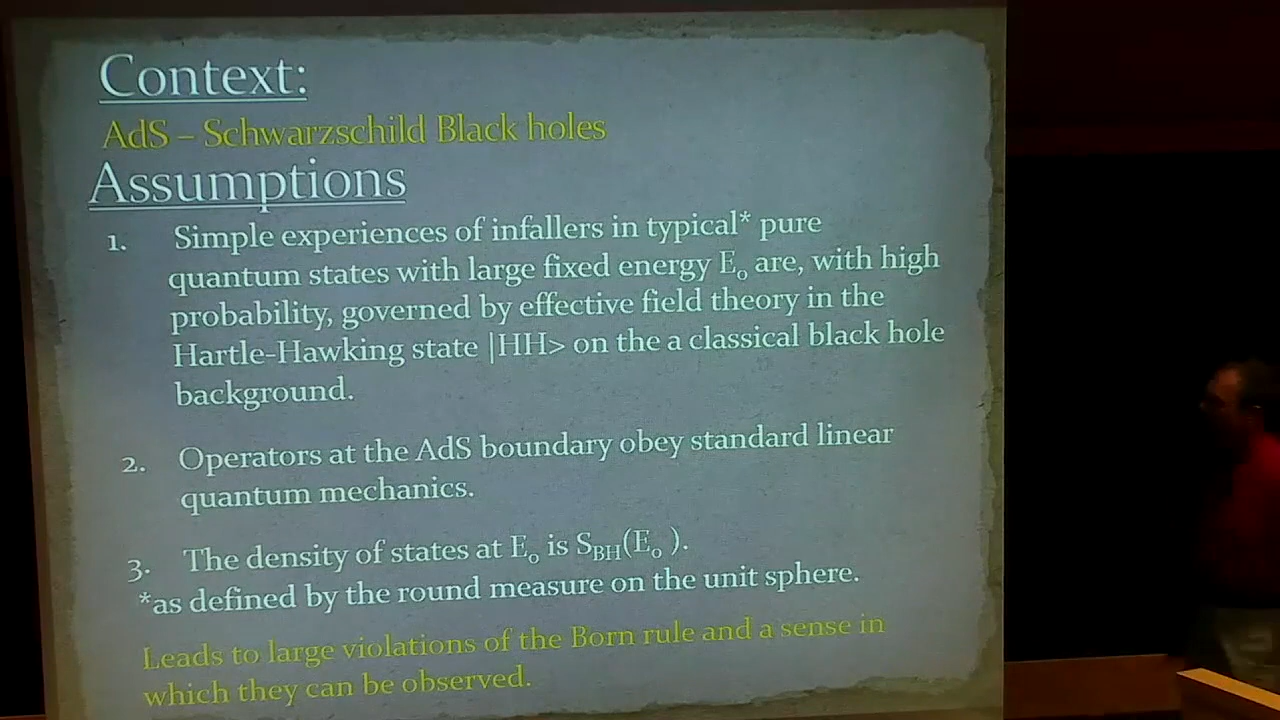 Context:
AdS – Schwarzschild Black holes
Assumptions
1. Simple experiences of infallers in typical* pure
quantum states with large fixed energy E₀ are, with high
probability, governed by effective field theory in the
Hartle-Hawking state |HH> on the a classical black hole
background.
2. Operators at the AdS boundary obey standard linear
quantum mechanics.
3. The density of states at E₀ is S_BH(E₀ ).
*as defined by the round measure on the unit sphere.
Leads to large violations of the Born rule and a sense in
which they can be observed.